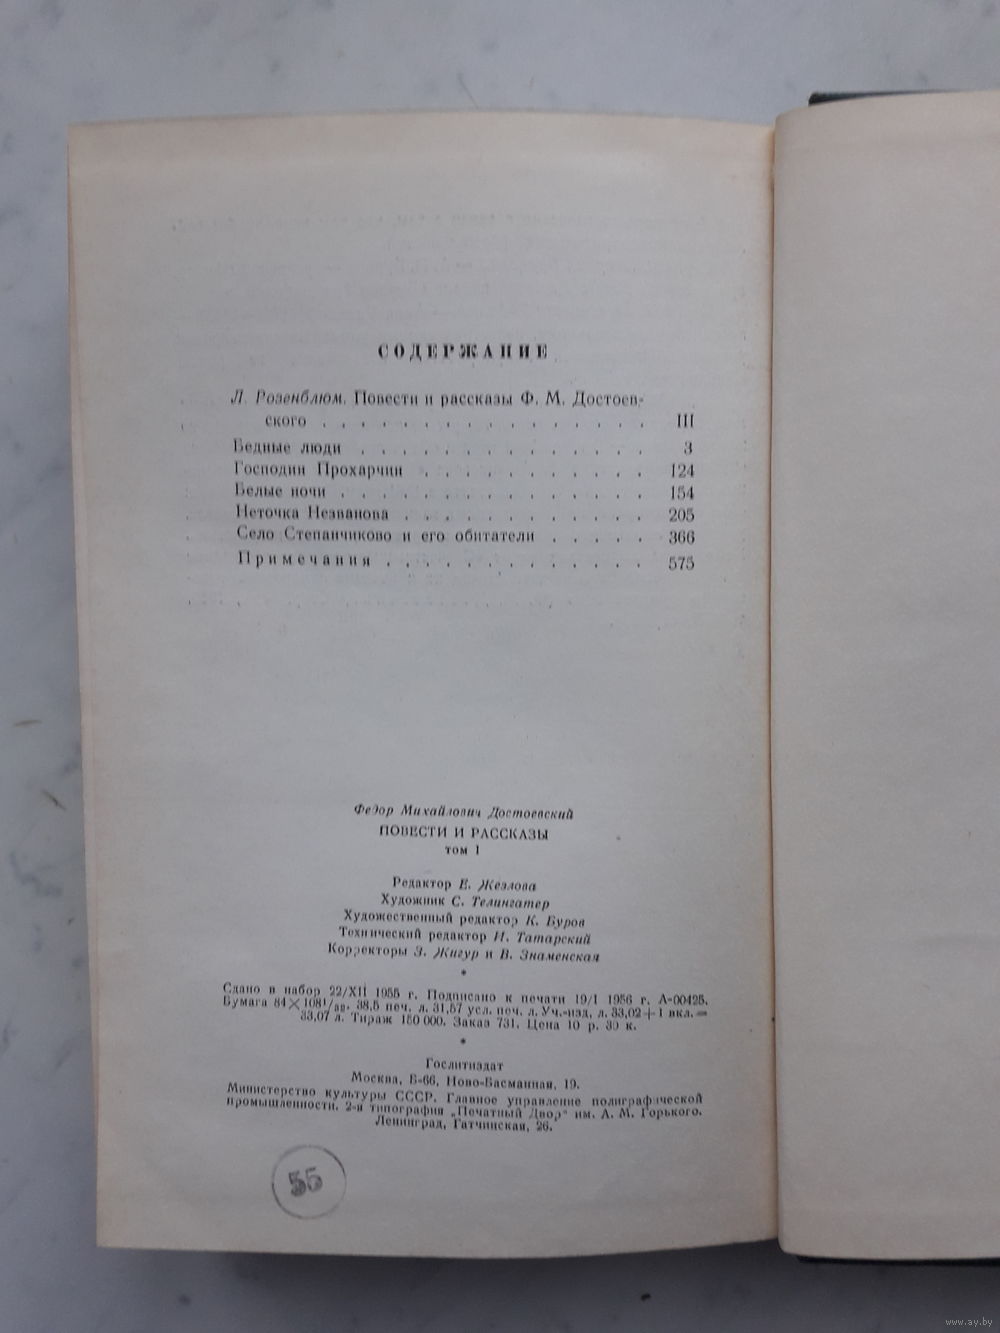 СОДЕРЖАНИЕ
Л. Розенблюм. Повести и рассказы Ф. М. Достоев-
ского . . . . . . . . . . . . . . . . III
Бедные люди . . . . . . . . . . . . . . 3
Господин Прохарчин . . . . . . . . . . . 124
Белые ночи . . . . . . . . . . . . . . . 154
Неточка Незванова . . . . . . . . . . . . 205
Село Степанчиково и его обитатели . . . . . 366
Примечания . . . . . . . . . . . . . 575
Федор Михайлович Достоевский
ПОВЕСТИ И РАССКАЗЫ
том 1
Редактор Е. Жезлова
Художник С. Телингатер
Художественный редактор К. Буров
Технический редактор И. Татарский
Корректоры З. Жигур и В. Знаменская
*
Сдано в набор 22/XII 1955 г. Подписано к печати 19/I 1956 г. А-00425.
Бумага 84×108¹/₃₂. 38,5 печ. л. 31,57 усл. печ. л. Уч.-изд. л. 33,02+1 вкл.=
33,07 л. Тираж 150 000. Заказ 731. Цена 10 р. 30 к.
*
Гослитиздат
Москва, Б-66, Ново-Басманная, 19.
Министерство культуры СССР. Главное управление полиграфической
промышленности. 2-я типография „Печатный Двор" им. А. М. Горького.
Ленинград, Гатчинская, 26.
55
www.ay.by